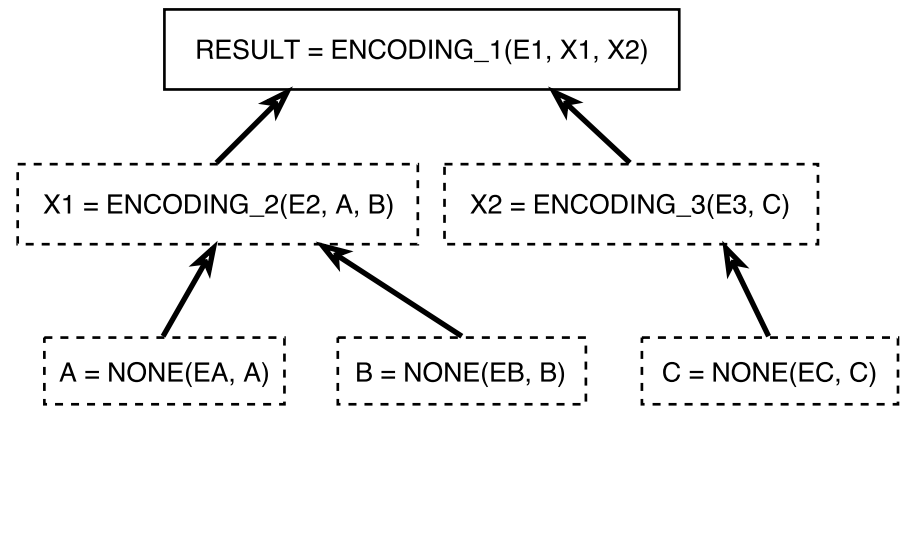 RESULT = ENCODING_1(E1, X1, X2)
X1 = ENCODING_2(E2, A, B)
X2 = ENCODING_3(E3, C)
A = NONE(EA, A)
B = NONE(EB, B)
C = NONE(EC, C)